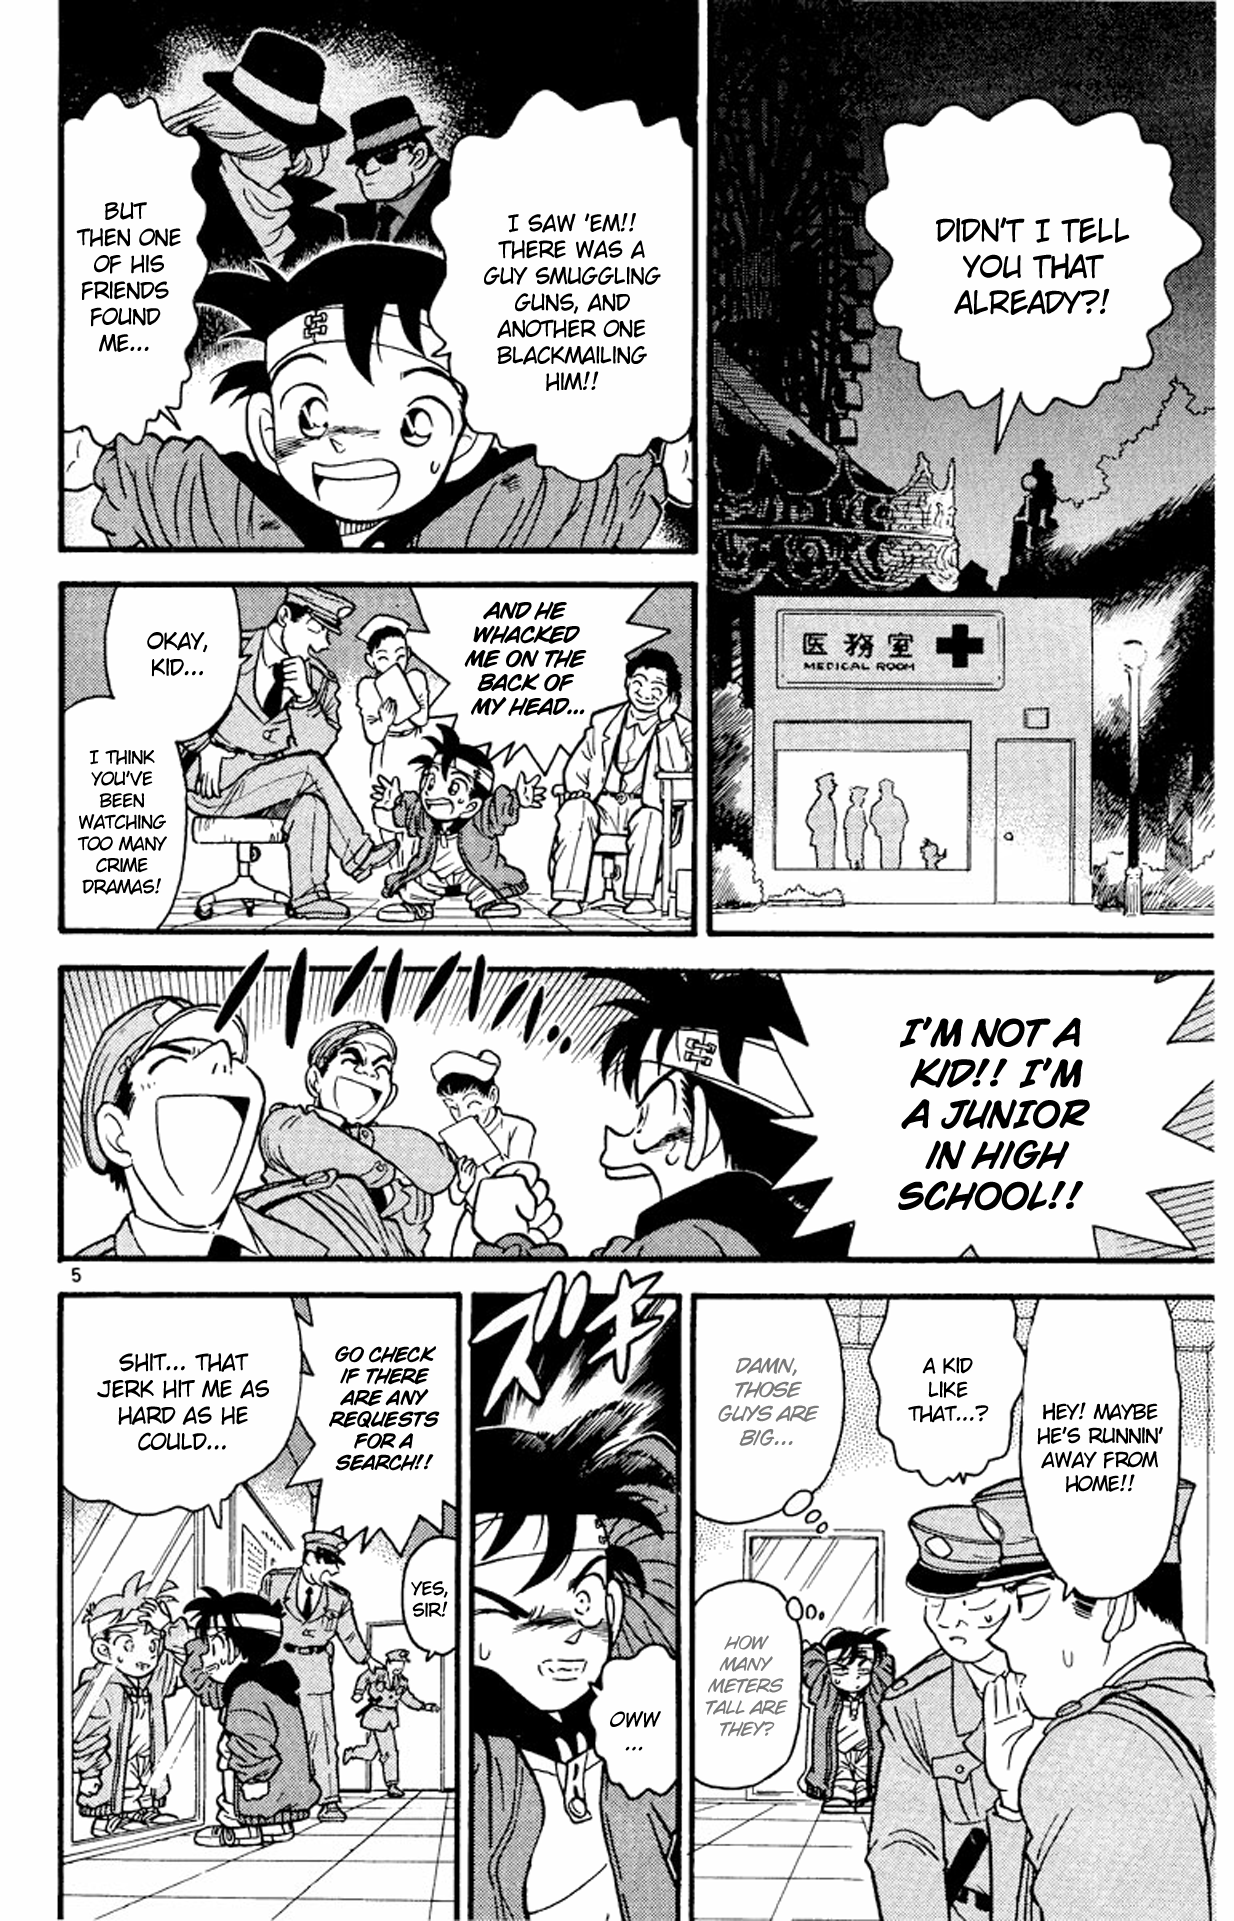 DIDN'T I TELL
YOU THAT
ALREADY?!
医務室
MEDICAL ROOM
I SAW 'EM!!
THERE WAS A
GUY SMUGGLING
GUNS, AND
ANOTHER ONE
BLACKMAILING
HIM!!
BUT
THEN ONE
OF HIS
FRIENDS
FOUND
ME...
AND HE
WHACKED
ME ON THE
BACK OF
MY HEAD...
OKAY,
KID...
I THINK
YOU'VE
BEEN
WATCHING
TOO MANY
CRIME
DRAMAS!
I'M NOT A
KID!! I'M
A JUNIOR
IN HIGH
SCHOOL!!
5
HEY! MAYBE
HE'S RUNNIN'
AWAY FROM
HOME!!
A KID
LIKE
THAT...?
DAMN,
THOSE
GUYS ARE
BIG...
HOW
MANY
METERS
TALL ARE
THEY?
ズキ
OWW
...
GO CHECK
IF THERE
ARE ANY
REQUESTS
FOR A
SEARCH!!
YES,
SIR!
SHIT... THAT
JERK HIT ME AS
HARD AS HE
COULD...